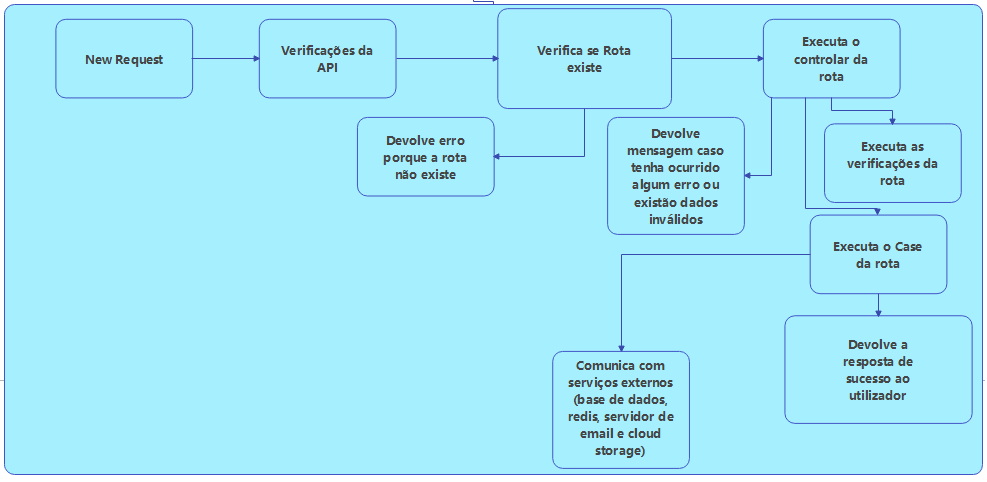 New Request
Verificações da
API
Verifica se Rota
existe
Executa o
controlar da
rota
Devolve erro
porque a rota
não existe
Devolve
mensagem caso
tenha ocurrido
algum erro ou
existão dados
inválidos
Executa as
verificações da
rota
Executa o Case
da rota
Comunica com
serviços externos
(base de dados,
redis, servidor de
email e cloud
storage)
Devolve a
resposta de
sucesso ao
utilizador